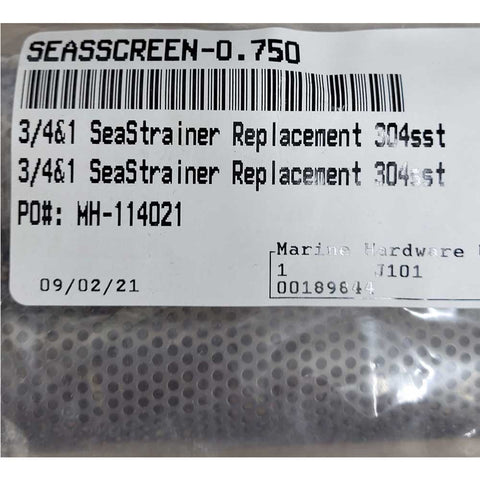 SEASSCREEN-0.750
3/4&1 SeaStrainer Replacement 304sst
3/4&1 SeaStrainer Replacement 304sst
PO#: MH-114021
Marine Hardware
1 J101
09/02/21
00189644